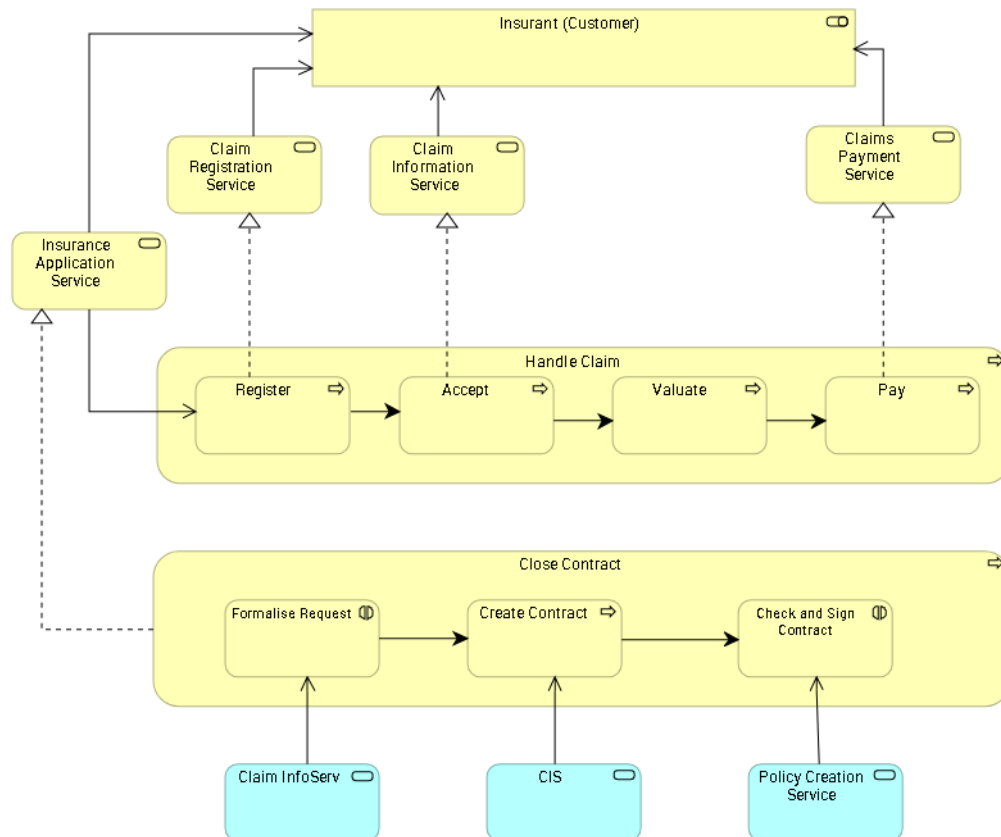 Insurant (Customer)
Claim
Registration
Service
Claim
Information
Service
Claims
Payment
Service
Insurance
Application
Service
Handle Claim
Register
Accept
Valuate
Pay
Close Contract
Formalise Request
Create Contract
Check and Sign
Contract
Claim InfoServ
CIS
Policy Creation
Service